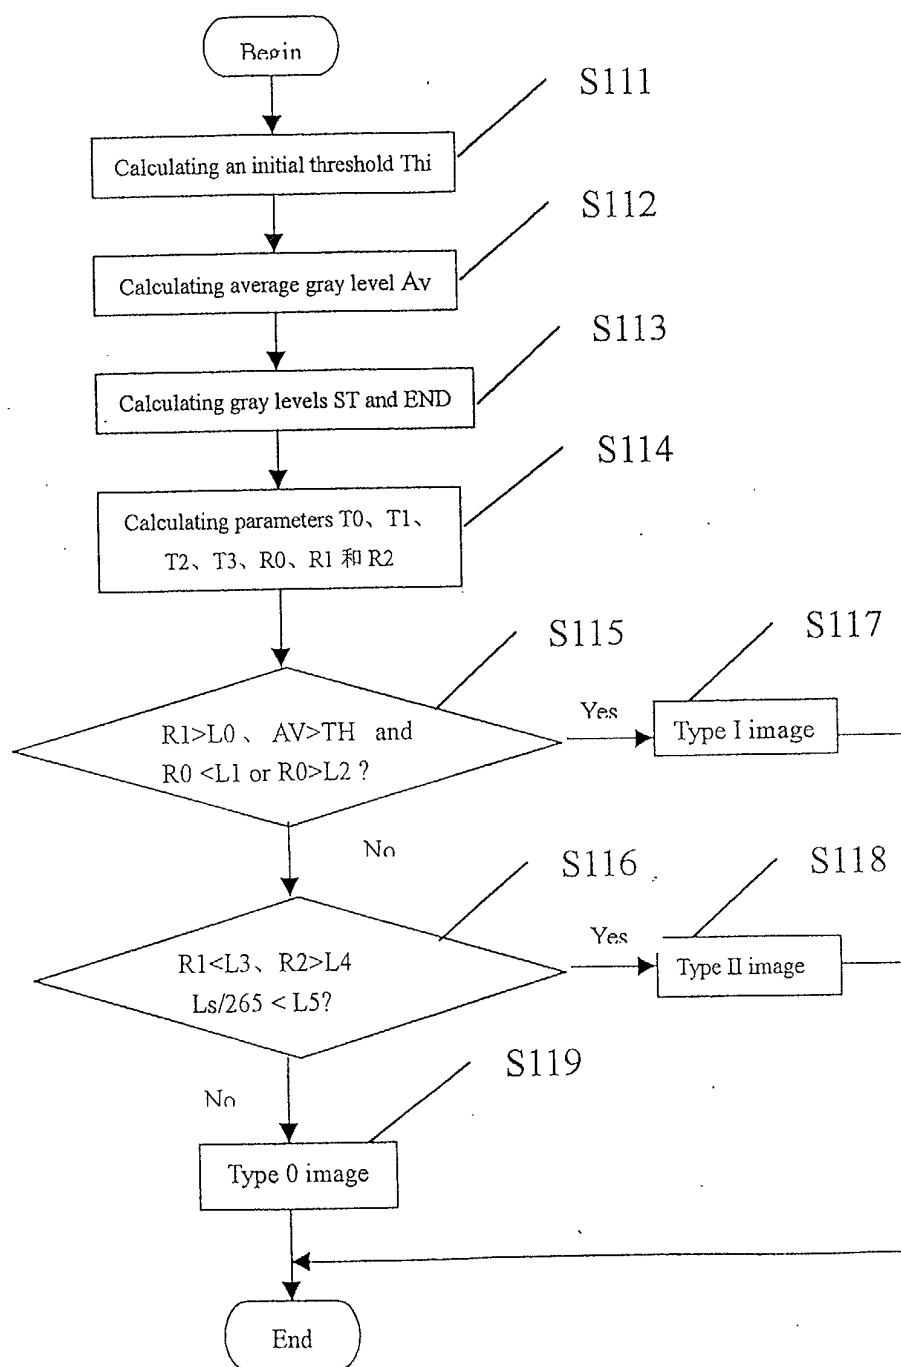 Begin
S111
Calculating an initial threshold Thi
S112
Calculating average gray level Av
S113
Calculating gray levels ST and END
S114
Calculating parameters T0、T1、
T2、T3、R0、R1 和 R2
S115
S117
R1>L0 、 AV>TH and
R0 <L1 or R0>L2 ?
Yes
Type I image
No
S116
S118
R1<L3、R2>L4
Ls/265 < L5?
Yes
Type II image
No
S119
Type 0 image
End